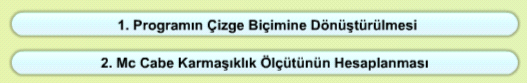 1. Programın Çizge Biçimine Dönüştürülmesi
2. Mc Cabe Karmaşıklık Ölçütünün Hesaplanması